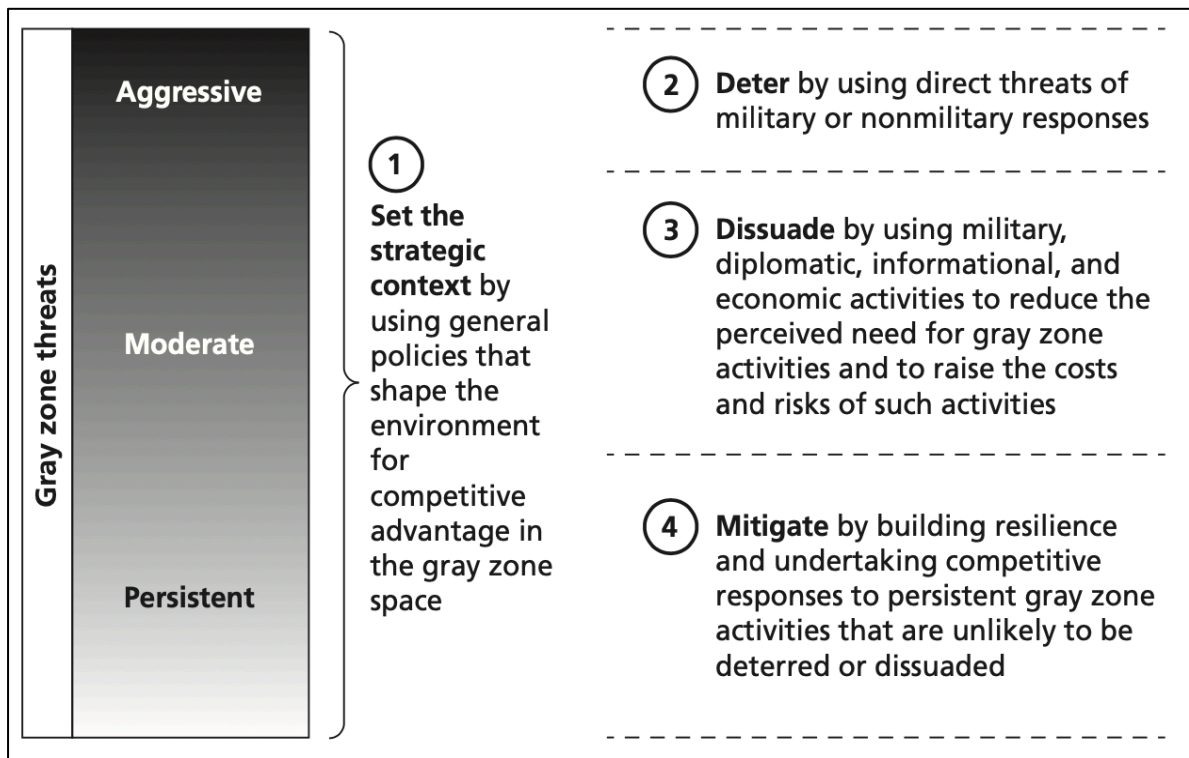 Gray zone threats
Aggressive
Moderate
Persistent
1
Set the
strategic
context by
using general
policies that
shape the
environment
for
competitive
advantage in
the gray zone
space
2
Deter by using direct threats of
military or nonmilitary responses
3
Dissuade by using military,
diplomatic, informational, and
economic activities to reduce the
perceived need for gray zone
activities and to raise the costs
and risks of such activities
4
Mitigate by building resilience
and undertaking competitive
responses to persistent gray zone
activities that are unlikely to be
deterred or dissuaded